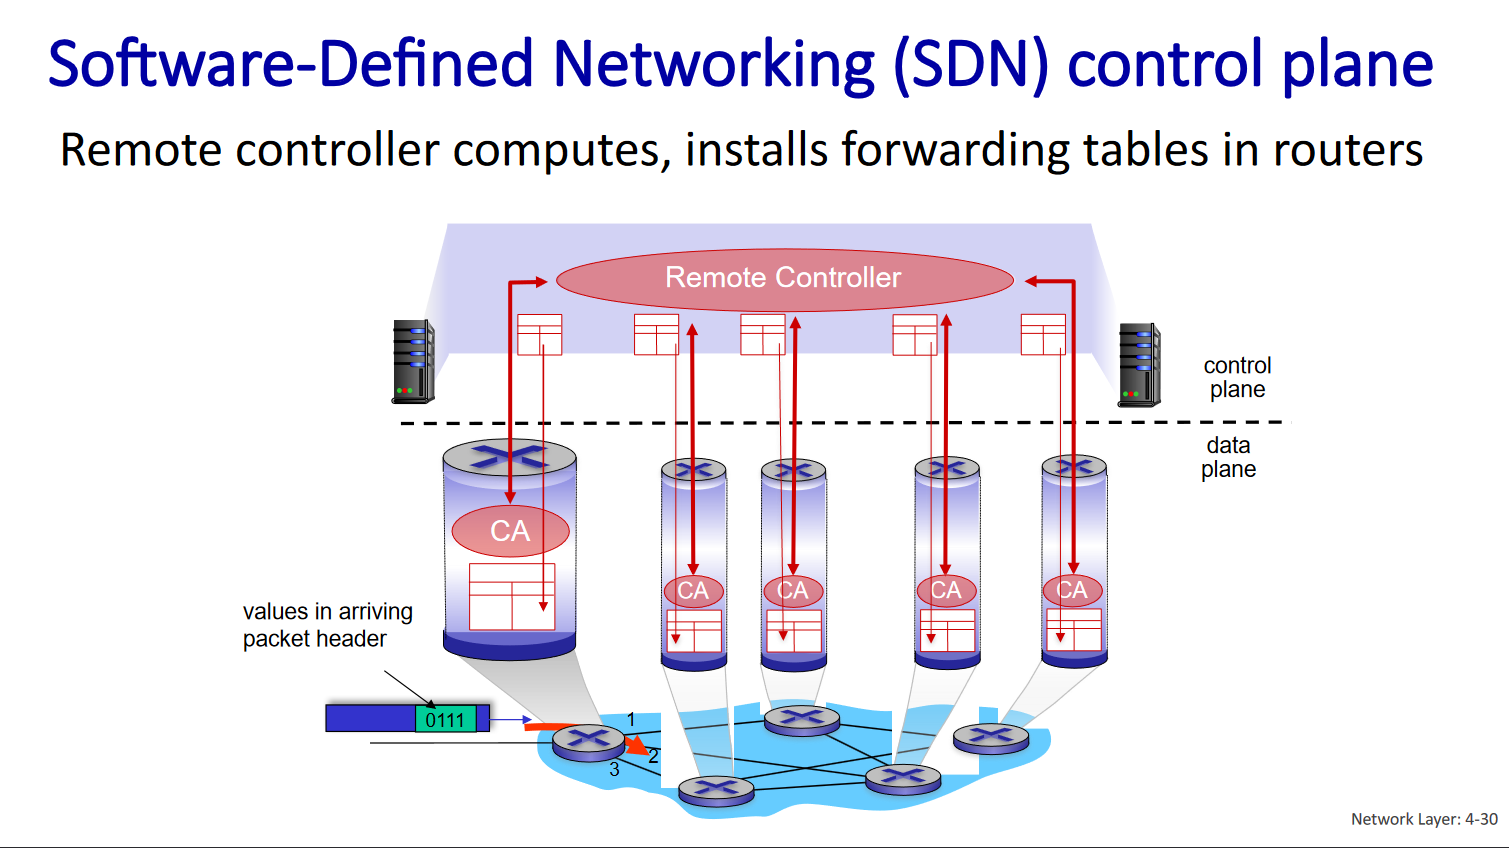 Software-Defined Networking (SDN) control plane
Remote controller computes, installs forwarding tables in routers
Remote Controller
control
plane
data
plane
CA
CA
CA
CA
CA
values in arriving
packet header
0111
1
2
3
Network Layer: 4-30